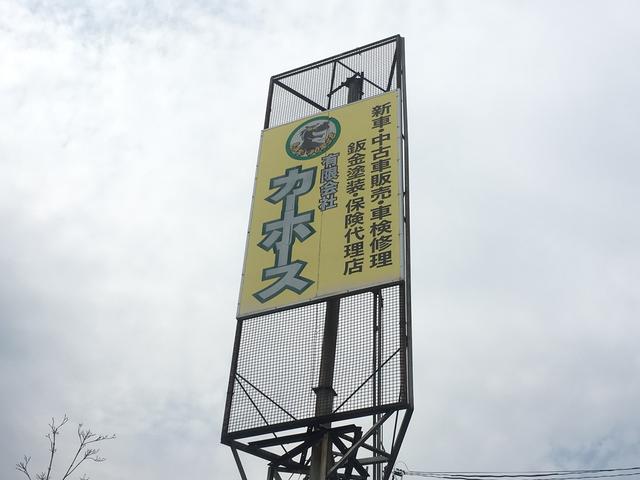 新車・中古車販売・車検修理
鈑金塗装・保険代理店
有限会社
カーホース